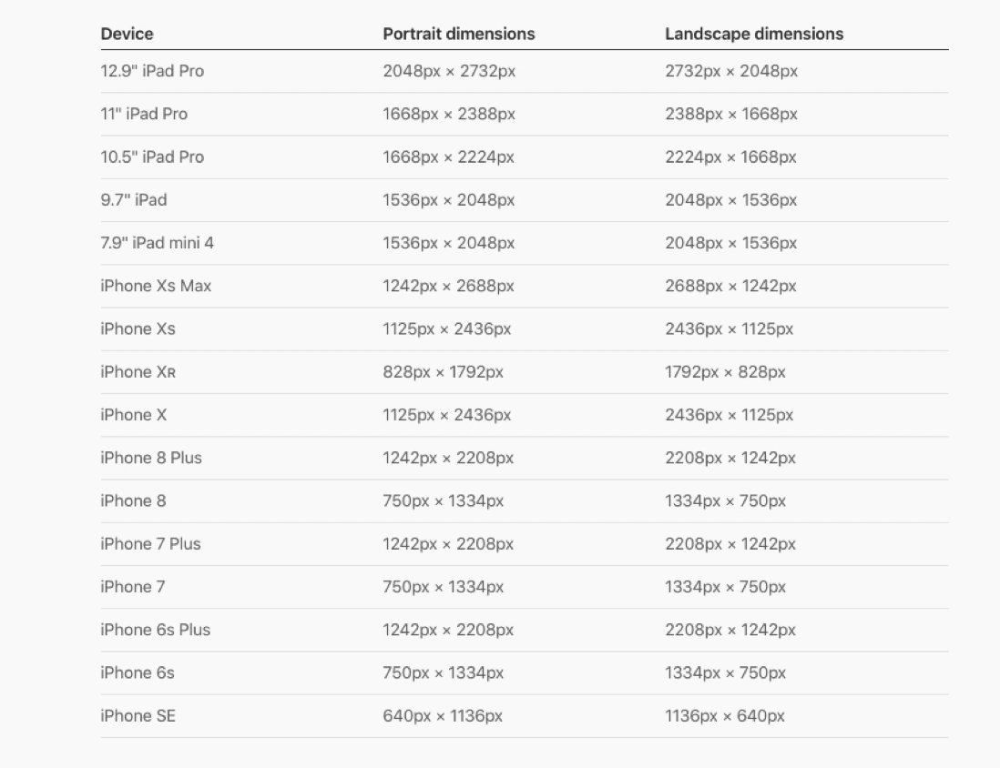 Device Portrait dimensions Landscape dimensions
12.9" iPad Pro 2048px × 2732px 2732px × 2048px
11" iPad Pro 1668px × 2388px 2388px × 1668px
10.5" iPad Pro 1668px × 2224px 2224px × 1668px
9.7" iPad 1536px × 2048px 2048px × 1536px
7.9" iPad mini 4 1536px × 2048px 2048px × 1536px
iPhone Xs Max 1242px × 2688px 2688px × 1242px
iPhone Xs 1125px × 2436px 2436px × 1125px
iPhone XR 828px × 1792px 1792px × 828px
iPhone X 1125px × 2436px 2436px × 1125px
iPhone 8 Plus 1242px × 2208px 2208px × 1242px
iPhone 8 750px × 1334px 1334px × 750px
iPhone 7 Plus 1242px × 2208px 2208px × 1242px
iPhone 7 750px × 1334px 1334px × 750px
iPhone 6s Plus 1242px × 2208px 2208px × 1242px
iPhone 6s 750px × 1334px 1334px × 750px
iPhone SE 640px × 1136px 1136px × 640px